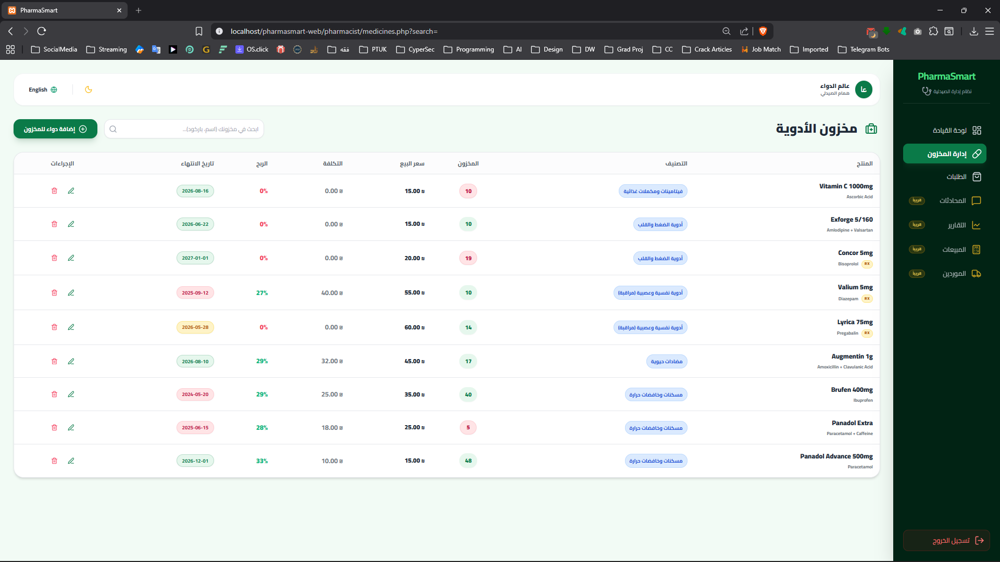 PharmaSmart
localhost/pharmasmart-web/pharmacist/medicines.php?search=
SocialMedia Streaming OS.click فقه PTUK CyperSec Programming AI Design DW Grad Proj CC Crack Articles Job Match Imported Telegram Bots
PharmaSmart
نظام إدارة الصيدلية
لوحة القيادة
إدارة المخزون
الطلبات
المحادثات قريباً
التقارير قريباً
المبيعات قريباً
الموردين قريباً
تسجيل الخروج
عا
عالم الدواء
همام الصيدلي
English
مخزون الأدوية
ابحث في مخزونك (اسم، باركود)...
إضافة دواء للمخزون
المنتج التصنيف المخزون سعر البيع التكلفة الربح تاريخ الانتهاء الإجراءات
Vitamin C 1000mg
Ascorbic Acid
فيتامينات ومكملات غذائية
10
15.00 ₪
0.00 ₪
0%
2026-08-16
Exforge 5/160
Amlodipine + Valsartan
أدوية الضغط والقلب
10
15.00 ₪
0.00 ₪
0%
2026-06-22
Concor 5mg
Bisoprolol RX
أدوية الضغط والقلب
19
20.00 ₪
0.00 ₪
0%
2027-01-01
Valium 5mg
Diazepam RX
أدوية نفسية وعصبية (مراقبة)
10
55.00 ₪
40.00 ₪
27%
2025-09-12
Lyrica 75mg
Pregabalin RX
أدوية نفسية وعصبية (مراقبة)
14
60.00 ₪
0.00 ₪
0%
2026-05-28
Augmentin 1g
Amoxicillin + Clavulanic Acid
مضادات حيوية
17
45.00 ₪
32.00 ₪
29%
2026-08-10
Brufen 400mg
Ibuprofen
مسكنات وخافضات حرارة
40
35.00 ₪
25.00 ₪
29%
2024-05-20
Panadol Extra
Paracetamol + Caffeine
مسكنات وخافضات حرارة
5
25.00 ₪
18.00 ₪
28%
2025-06-15
Panadol Advance 500mg
Paracetamol
مسكنات وخافضات حرارة
48
15.00 ₪
10.00 ₪
33%
2026-12-01